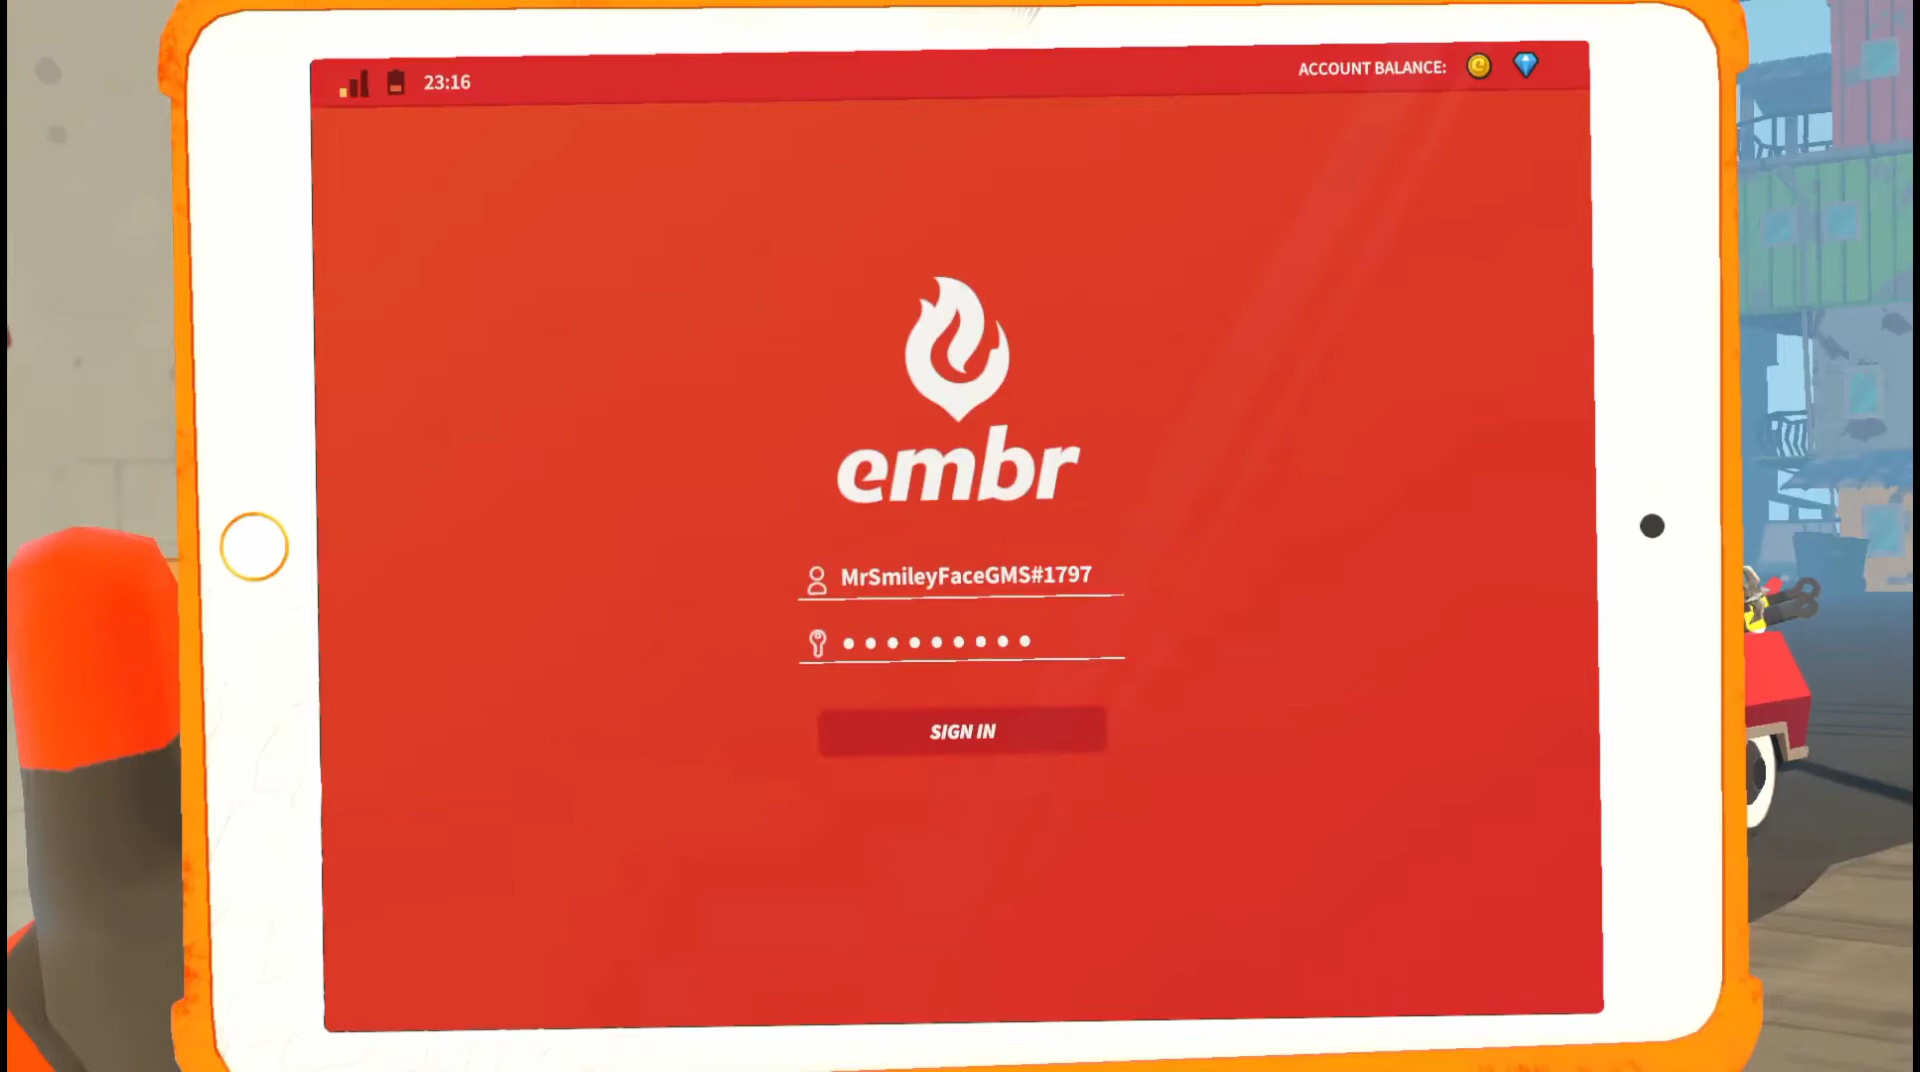 23:16
ACCOUNT BALANCE:
embr
MrSmileyFaceGMS#1797
SIGN IN